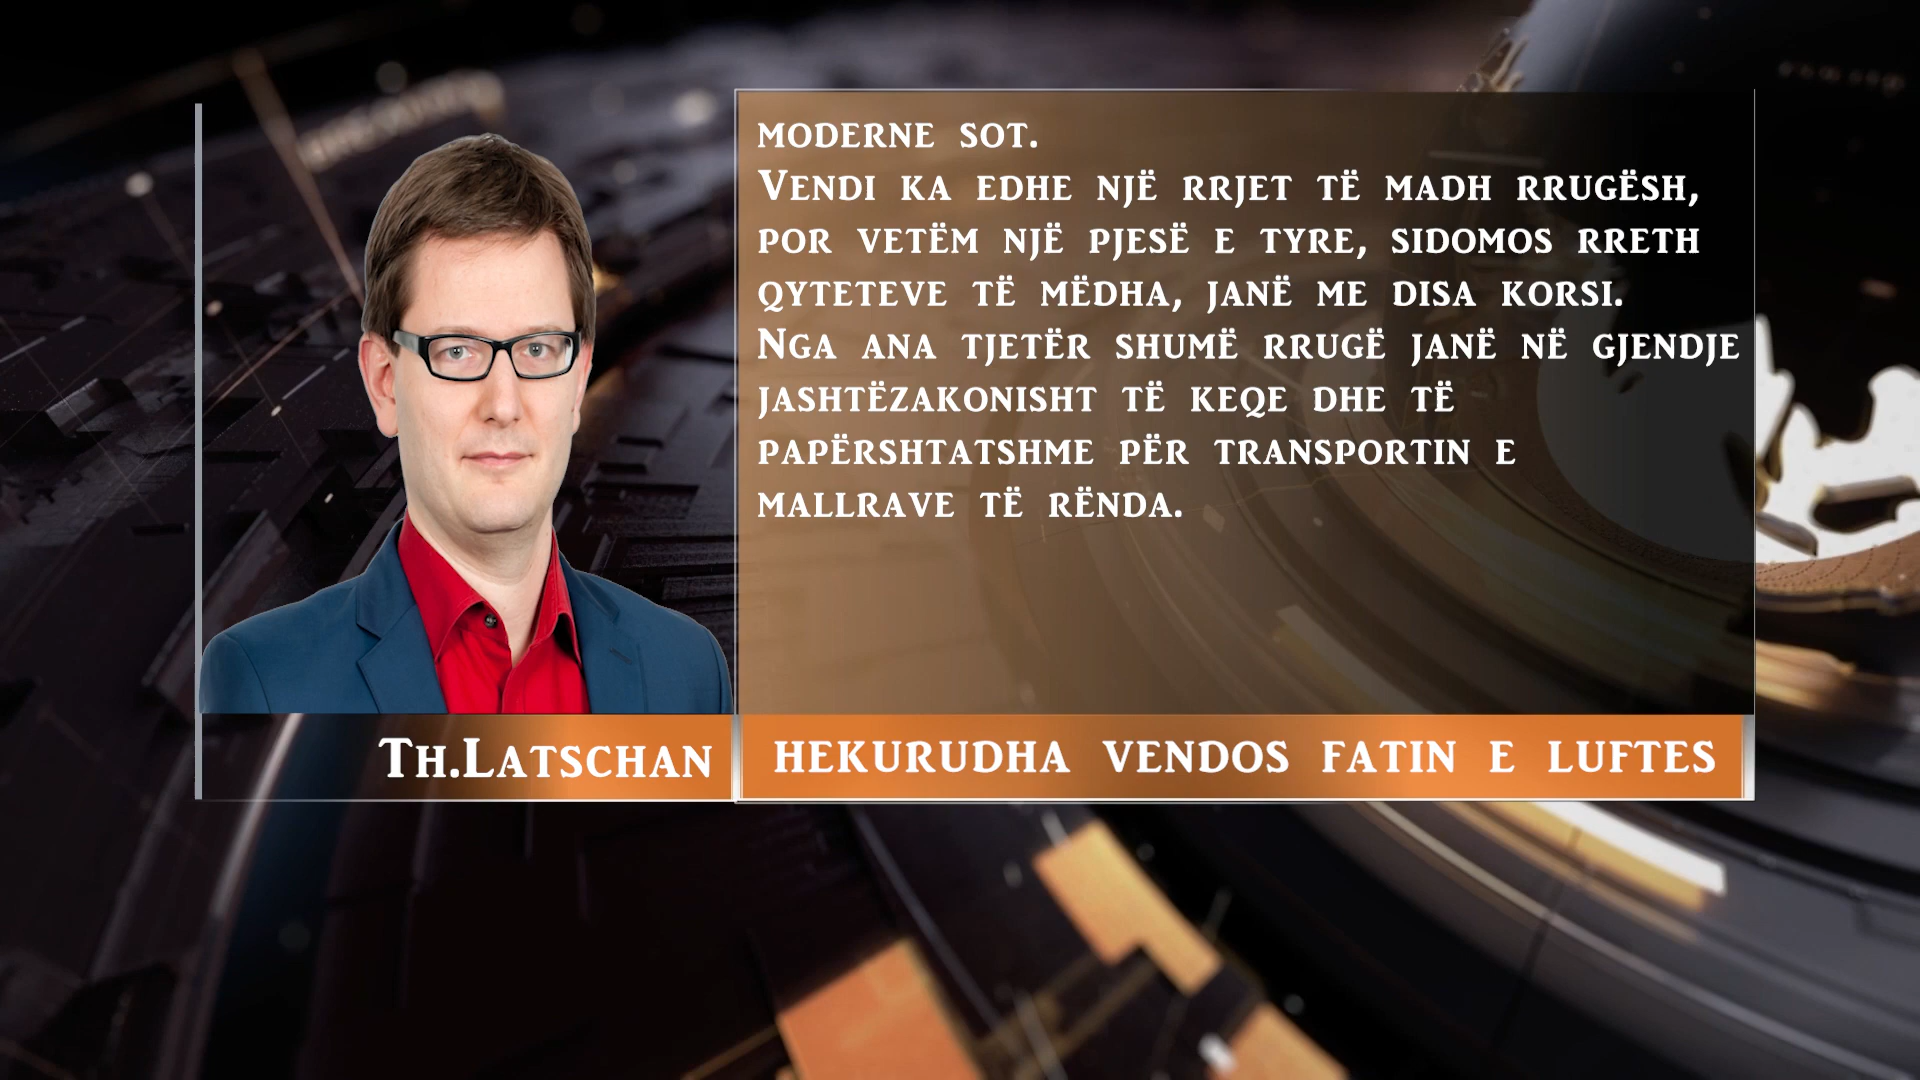 MODERNE SOT.
VENDI KA EDHE NJË RRJET TË MADH RRUGËSH,
POR VETËM NJË PJESË E TYRE, SIDOMOS RRETH
QYTETEVE TË MËDHA, JANË ME DISA KORSI.
NGA ANA TJETËR SHUMË RRUGË JANË NË GJENDJE
JASHTËZAKONISHT TË KEQE DHE TË
PAPËRSHTATSHME PËR TRANSPORTIN E
MALLRAVE TË RËNDA.
TH.LATSCHAN
HEKURUDHA VENDOS FATIN E LUFTES